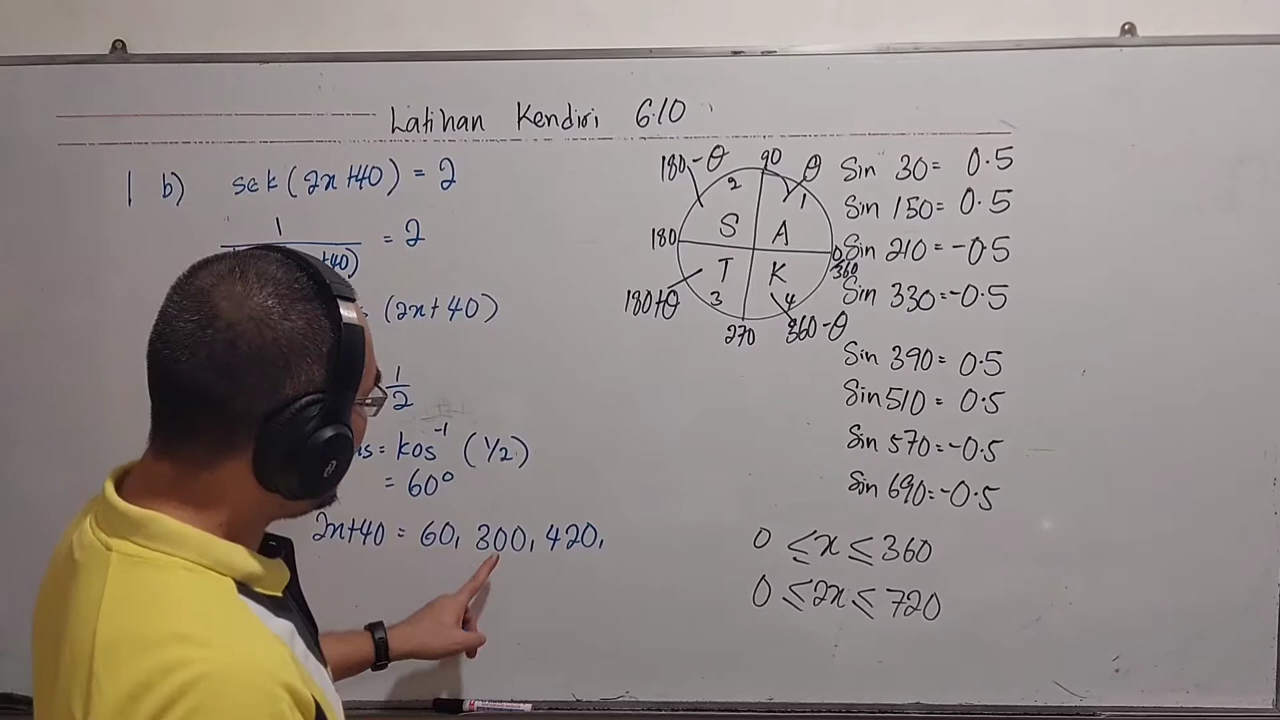 Latihan Kendiri 6.10
1 b) sek (2x+40) = 2
1 = 2
+40)
(2x+40)
1/2
= kos⁻¹ (1/2)
= 60°
2x+40 = 60, 300, 420,
180-θ 90 θ
2 1
S A
180 0 360
T K
3 4
180+θ 270 360-θ
Sin 30 = 0.5
Sin 150 = 0.5
Sin 210 = -0.5
Sin 330 = -0.5
Sin 390 = 0.5
Sin 510 = 0.5
Sin 570 = -0.5
Sin 690 = -0.5
0 ≤ x ≤ 360
0 ≤ 2x ≤ 720